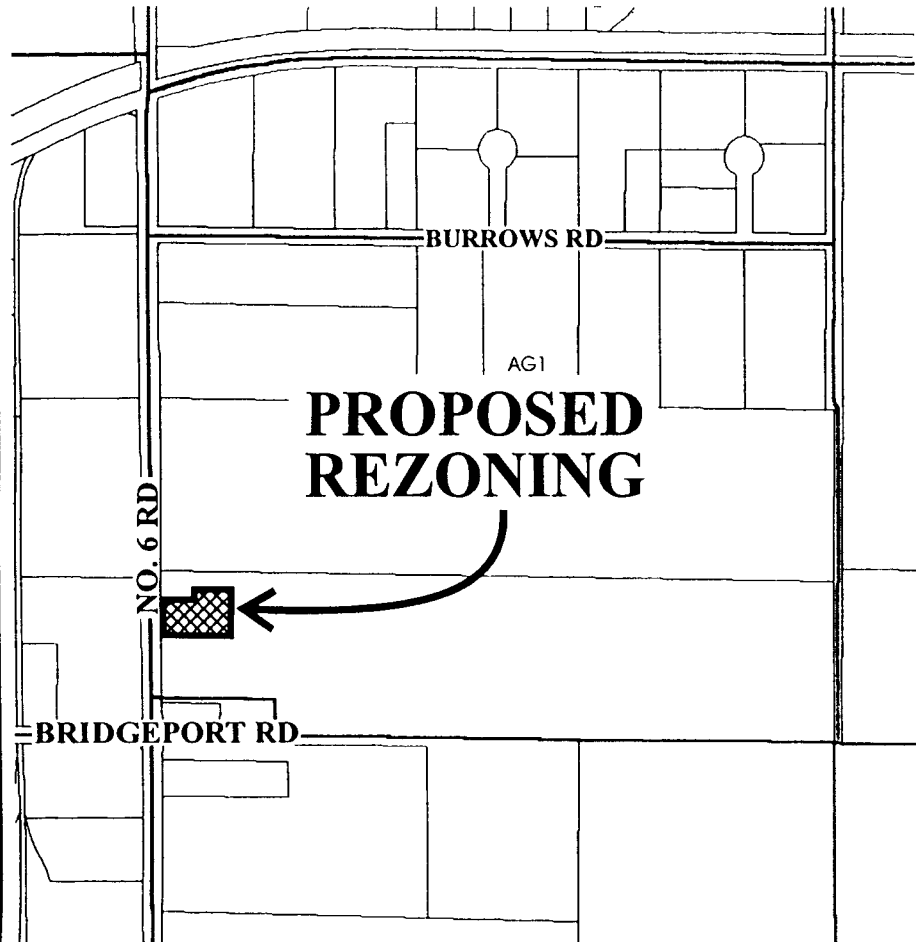 BURROWS RD
AG1
PROPOSED
REZONING
NO. 6 RD
BRIDGEPORT RD